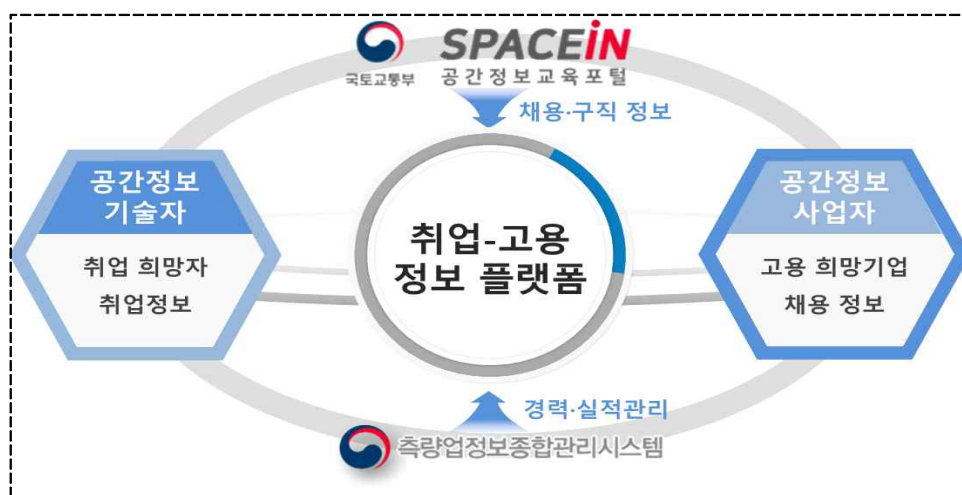 국토교통부
SPACEiN
공간정보교육포털
채용·구직 정보
공간정보
기술자
취업 희망자
취업정보
취업-고용
정보 플랫폼
공간정보
사업자
고용 희망기업
채용 정보
경력·실적관리
측량업정보종합관리시스템